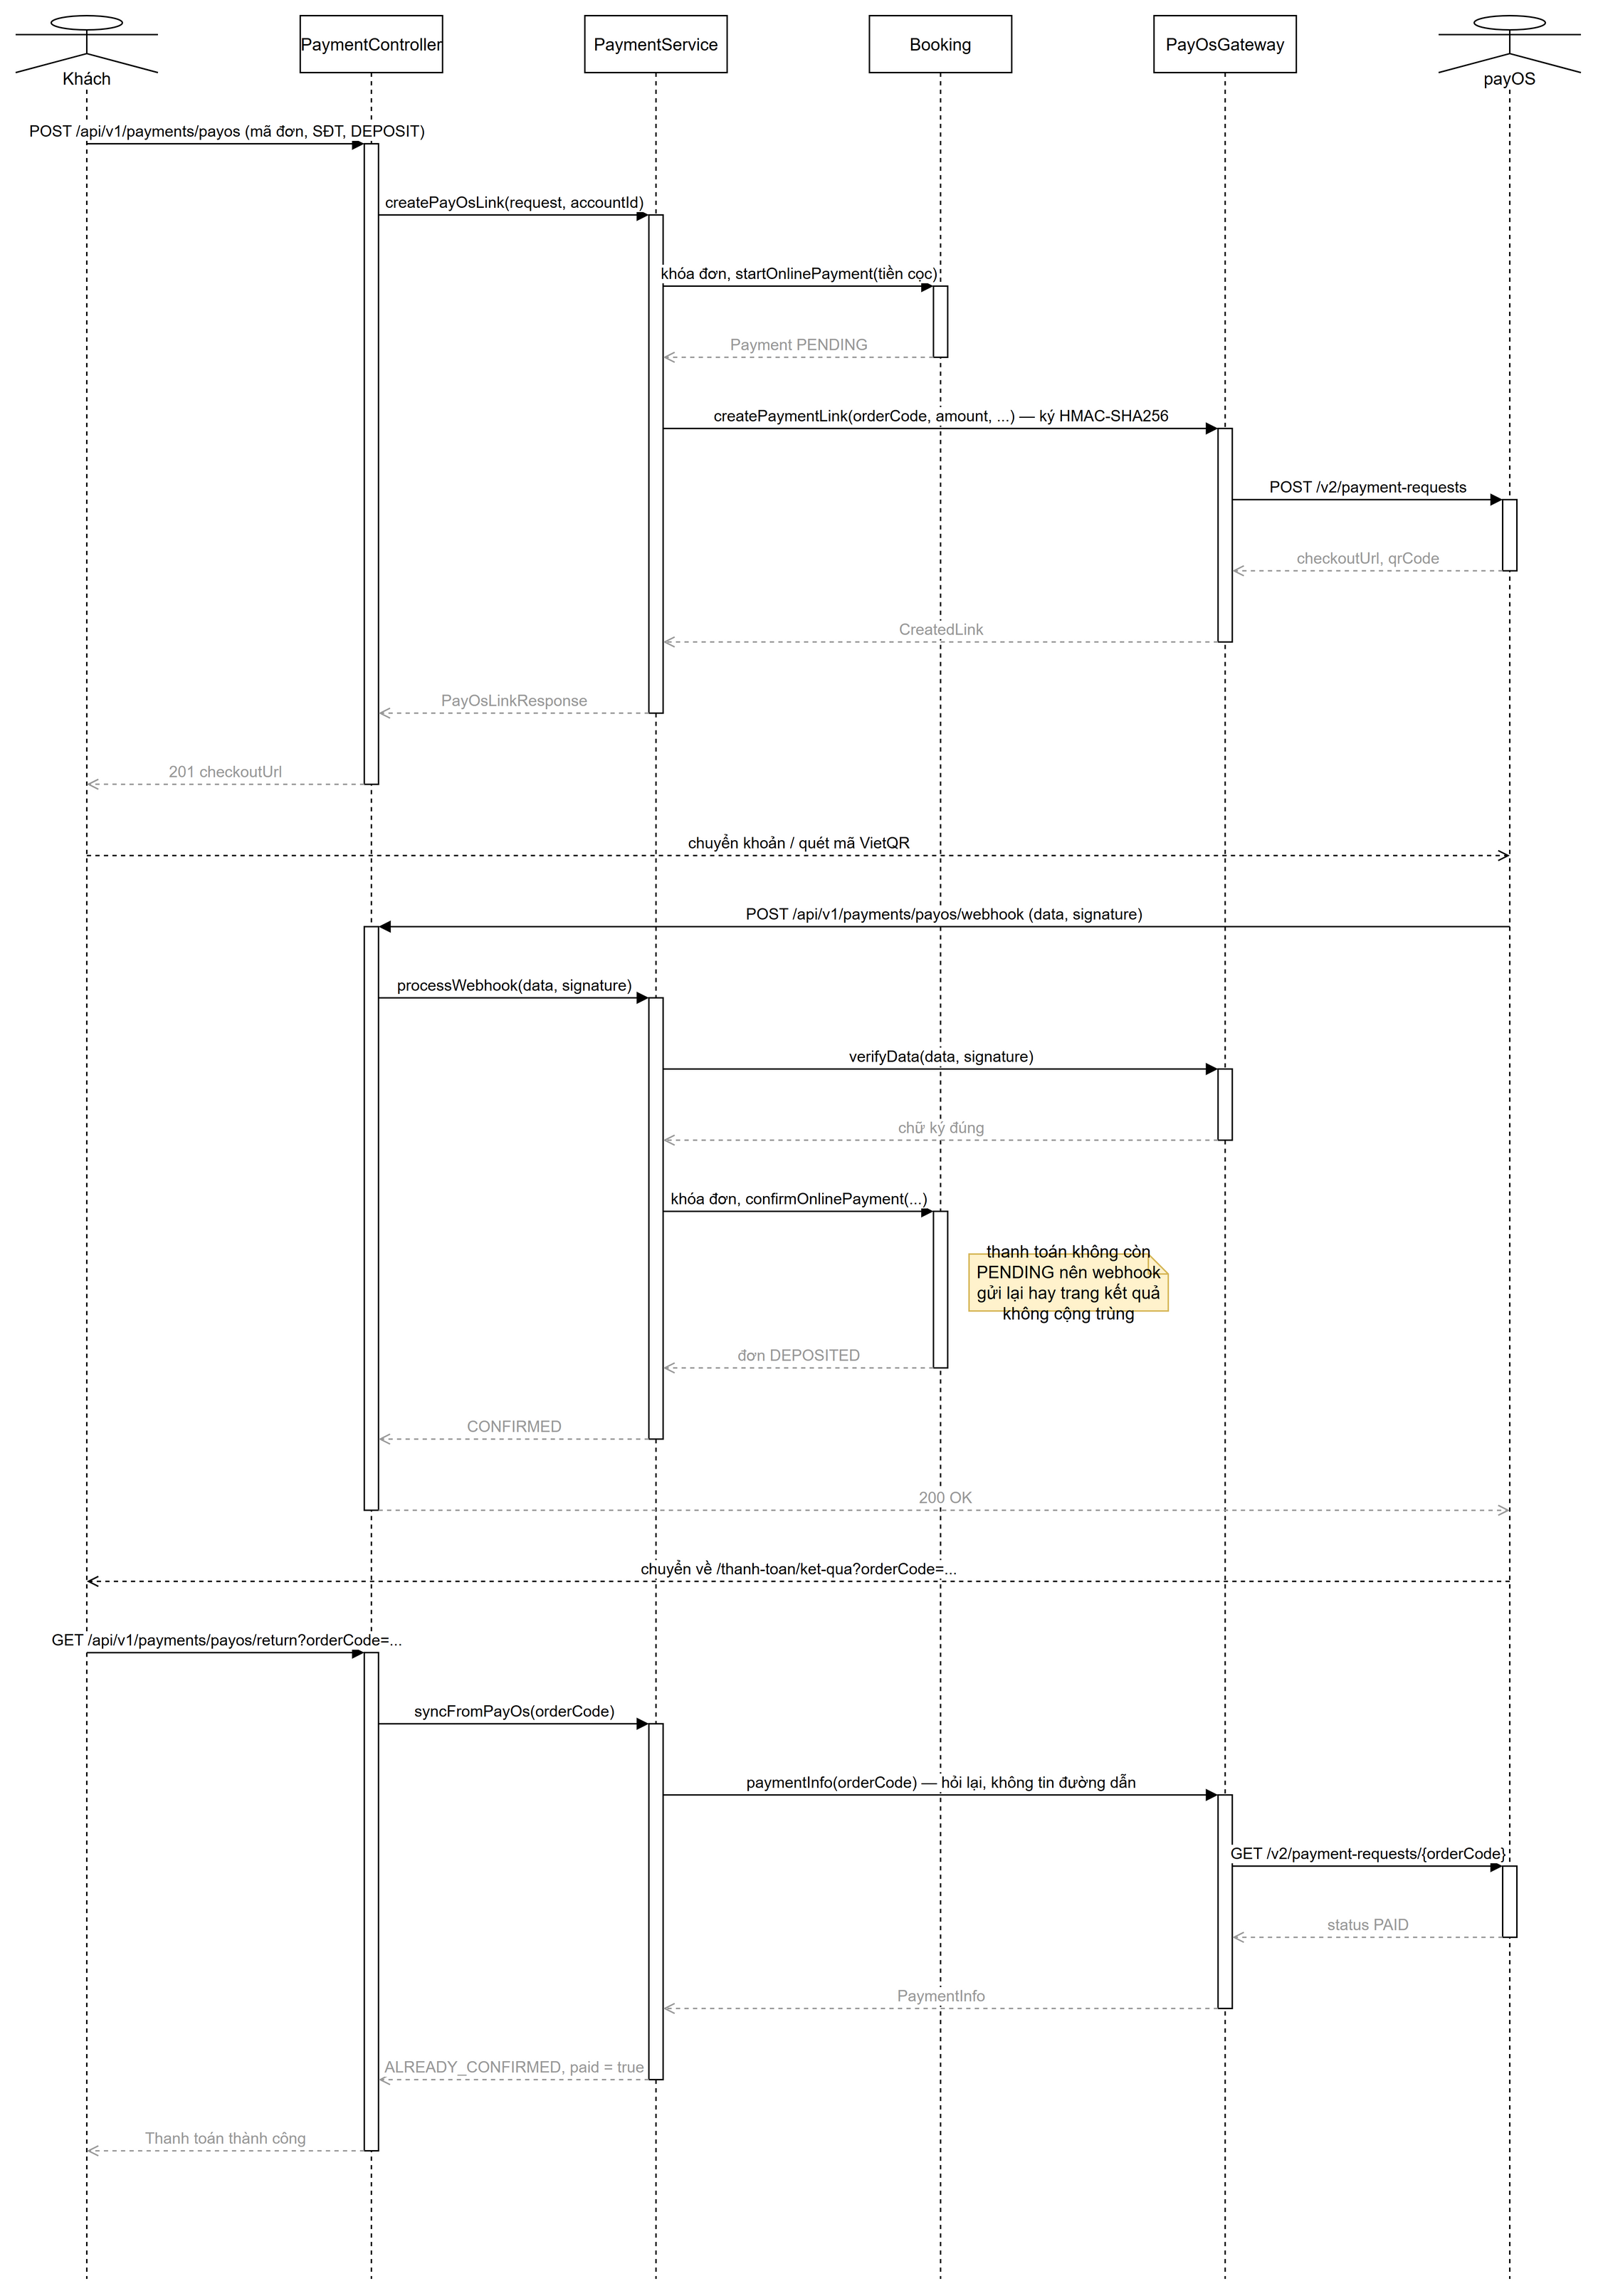 Khách
PaymentController
PaymentService
Booking
PayOsGateway
payOS
POST /api/v1/payments/payos (mã đơn, SĐT, DEPOSIT)
createPayOsLink(request, accountId)
khóa đơn, startOnlinePayment(tiền cọc)
Payment PENDING
createPaymentLink(orderCode, amount, ...) — ký HMAC-SHA256
POST /v2/payment-requests
checkoutUrl, qrCode
CreatedLink
PayOsLinkResponse
201 checkoutUrl
chuyển khoản / quét mã VietQR
POST /api/v1/payments/payos/webhook (data, signature)
processWebhook(data, signature)
verifyData(data, signature)
chữ ký đúng
khóa đơn, confirmOnlinePayment(...)
thanh toán không còn
PENDING nên webhook
gửi lại hay trang kết quả
không cộng trùng
đơn DEPOSITED
CONFIRMED
200 OK
chuyển về /thanh-toan/ket-qua?orderCode=...
GET /api/v1/payments/payos/return?orderCode=...
syncFromPayOs(orderCode)
paymentInfo(orderCode) — hỏi lại, không tin đường dẫn
GET /v2/payment-requests/{orderCode}
status PAID
PaymentInfo
ALREADY_CONFIRMED, paid = true
Thanh toán thành công